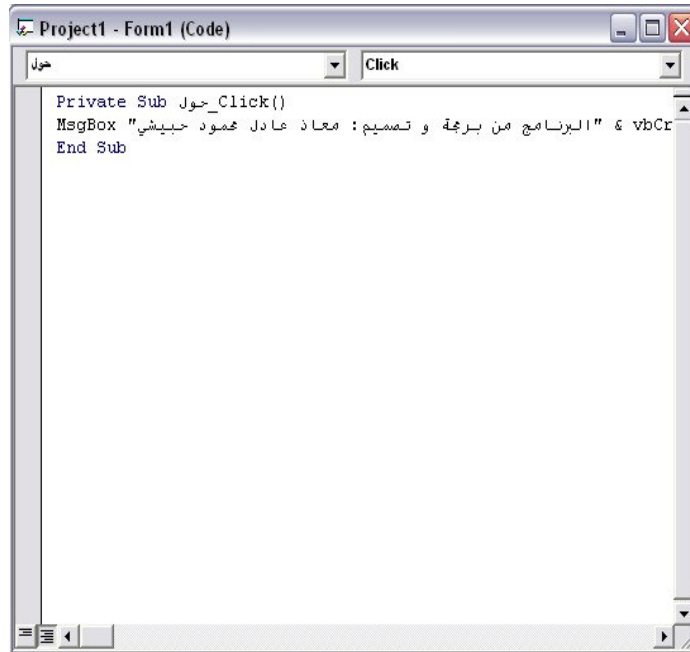 Project1 - Form1 (Code)
حول Click
Private Sub حول_Click()
MsgBox "البرنامج من برمجة و تصميم: معاذ عادل محمود حبيشي" & vbCr
End Sub